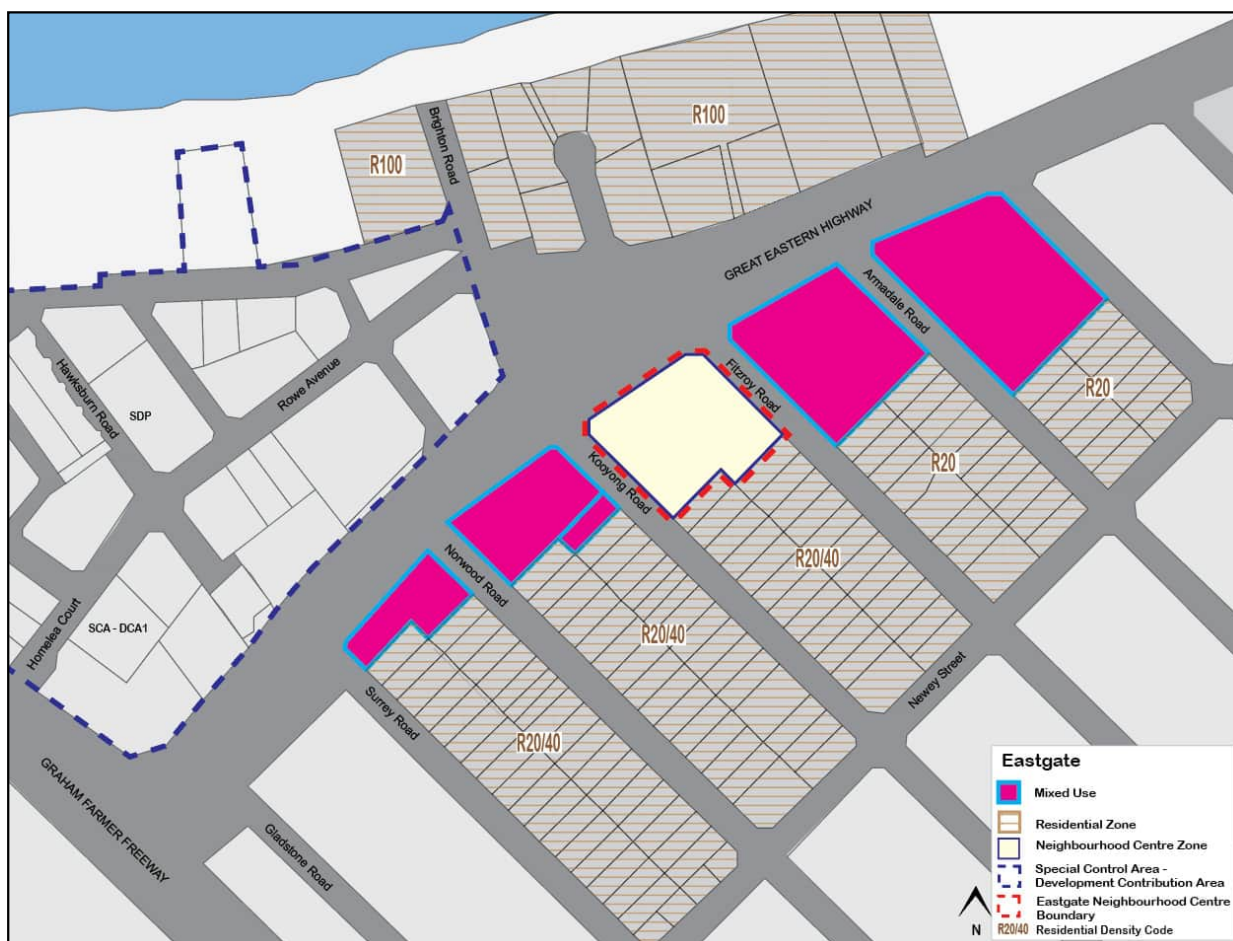 R100
Brighton Road
R100
GREAT EASTERN HIGHWAY
Armadale Road
Hawksburn Road
SDP
Rowe Avenue
Fitzroy Road
R20
R20
Kooyong Road
Norwood Road
R20/40
R20/40
R20/40
Homelea Court
SCA - DCA1
Surrey Road
Newey Street
GRAHAM FARMER FREEWAY
Gladstone Road
Eastgate
Mixed Use
Residential Zone
Neighbourhood Centre Zone
Special Control Area -
Development Contribution Area
Eastgate Neighbourhood Centre
Boundary
R20/40 Residential Density Code
N